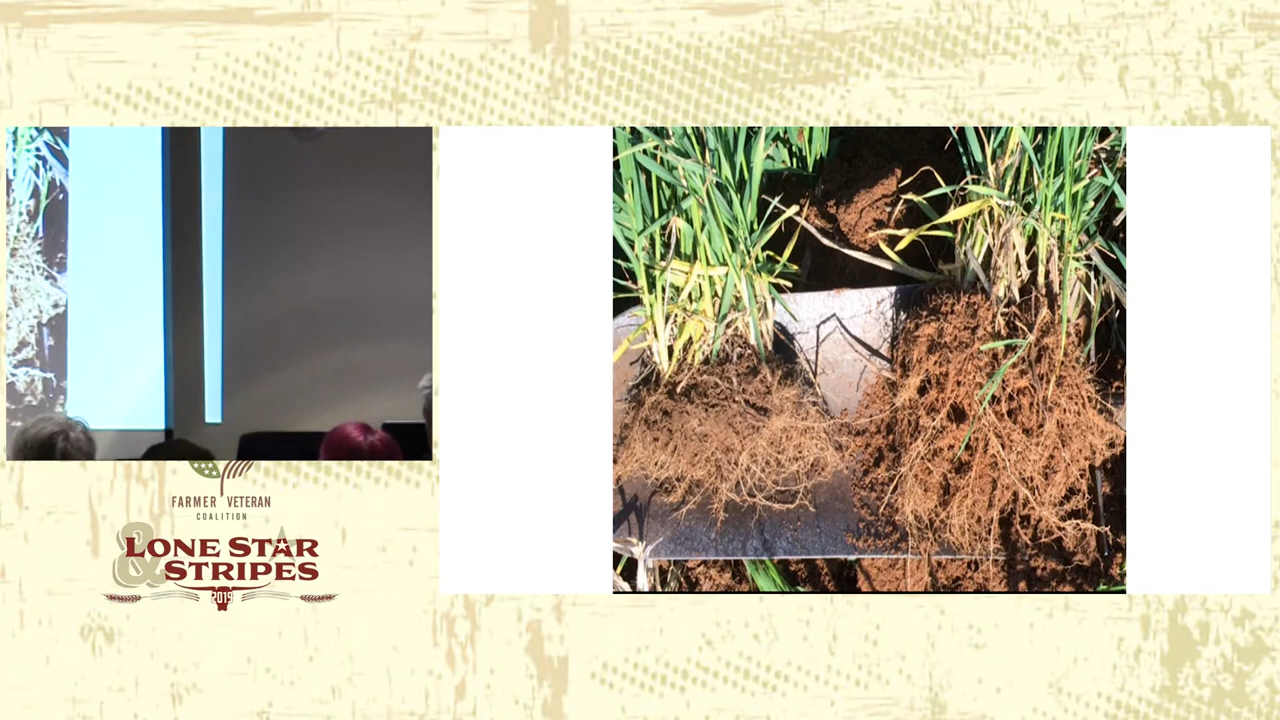 FARMER VETERAN
COALITION
& LONE STAR
STRIPES
2019